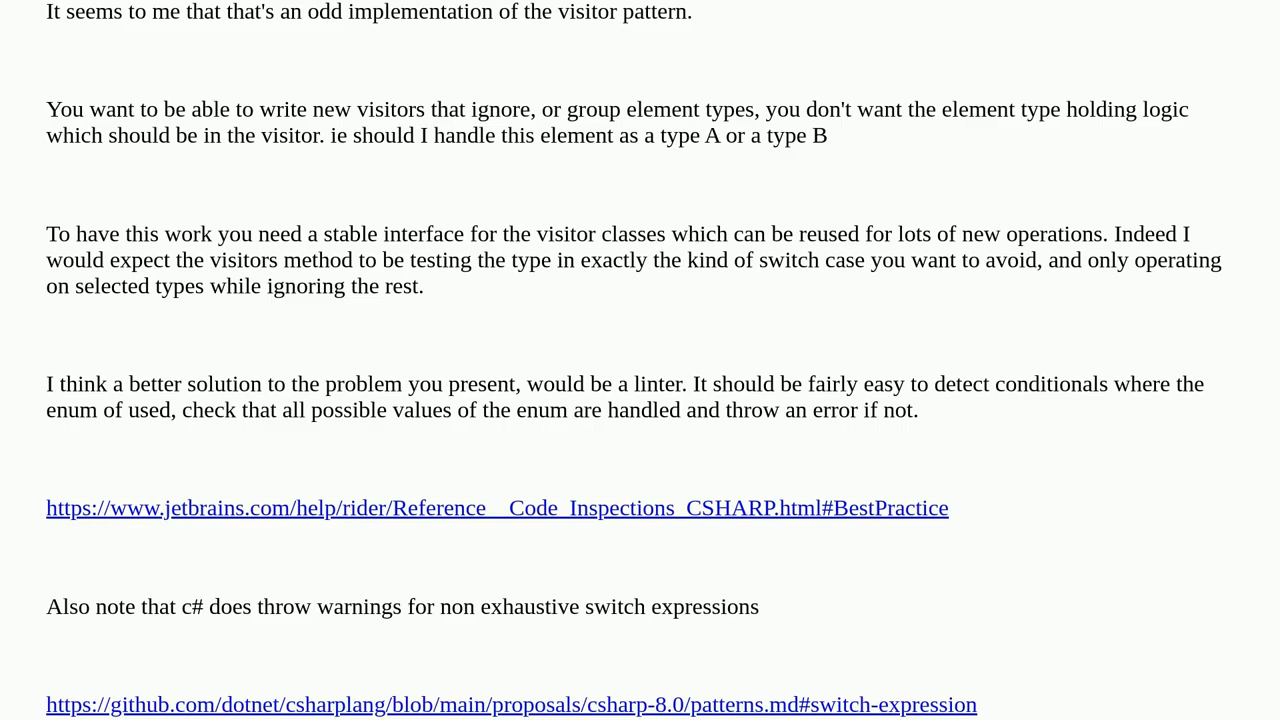 It seems to me that that's an odd implementation of the visitor pattern.
You want to be able to write new visitors that ignore, or group element types, you don't want the element type holding logic
which should be in the visitor. ie should I handle this element as a type A or a type B
To have this work you need a stable interface for the visitor classes which can be reused for lots of new operations. Indeed I
would expect the visitors method to be testing the type in exactly the kind of switch case you want to avoid, and only operating
on selected types while ignoring the rest.
I think a better solution to the problem you present, would be a linter. It should be fairly easy to detect conditionals where the
enum of used, check that all possible values of the enum are handled and throw an error if not.
https://www.jetbrains.com/help/rider/Reference__Code_Inspections_CSHARP.html#BestPractice
Also note that c# does throw warnings for non exhaustive switch expressions
https://github.com/dotnet/csharplang/blob/main/proposals/csharp-8.0/patterns.md#switch-expression